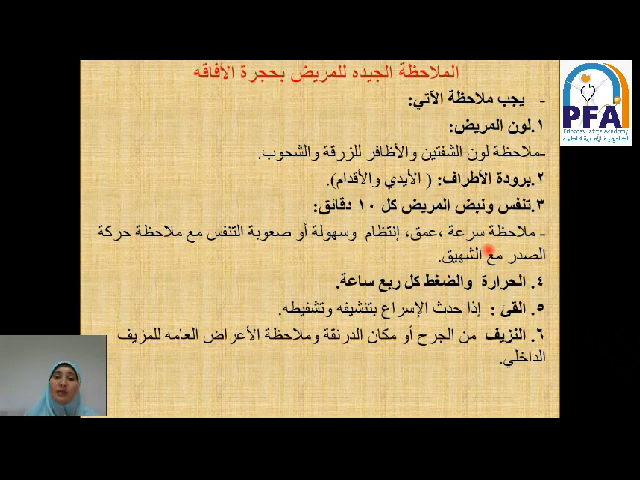 الملاحظة الجيده للمريض بحجرة الأفاقه
- يجب ملاحظة الآتي:
١.لون المريض:
-ملاحظة لون الشفتين والأظافر للزرقة والشحوب.
٢.برودة الأطراف: ( الأيدي والأقدام).
٣.تنفس ونبض المريض كل ١٠ دقائق:
- ملاحظة سرعة ،عمق، إنتظام وسهولة أو صعوبة التنفس مع ملاحظة حركة
الصدر مع الشهيق.
٤. الحرارة والضغط كل ربع ساعة.
٥. القئ : إذا حدث الإسراع بتنشيفه وتشفيطه.
٦. النزيف من الجرح أو مكان الدرنقة وملاحظة الأعراض العامه للنزيف
الداخلي.
PFA